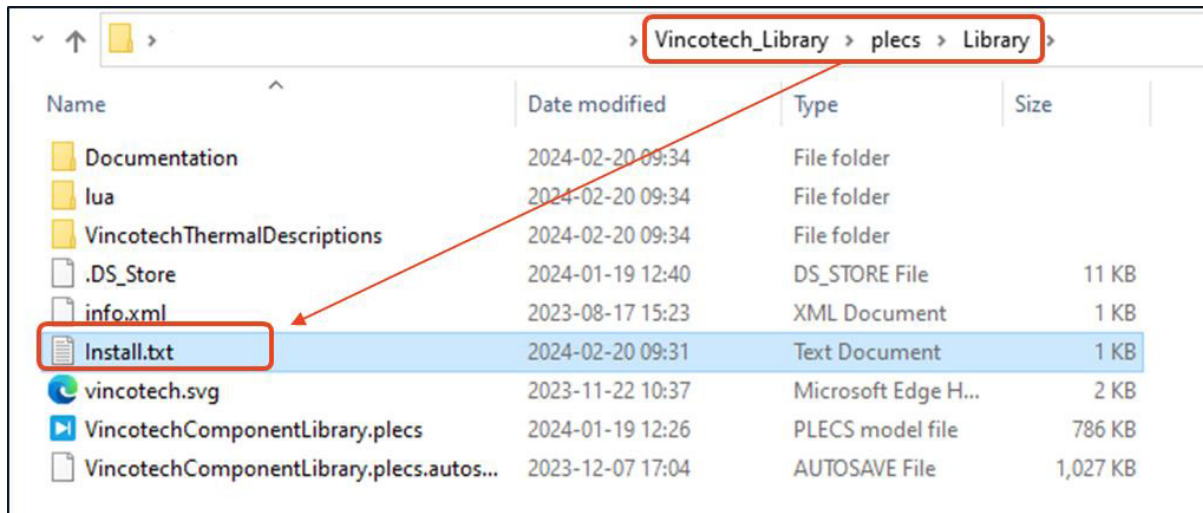 Vincotech_Library > plecs > Library >
Name Date modified Type Size
Documentation 2024-02-20 09:34 File folder
lua 2024-02-20 09:34 File folder
VincotechThermalDescriptions 2024-02-20 09:34 File folder
.DS_Store 2024-01-19 12:40 DS_STORE File 11 KB
info.xml 2023-08-17 15:23 XML Document 1 KB
Install.txt 2024-02-20 09:31 Text Document 1 KB
vincotech.svg 2023-11-22 10:37 Microsoft Edge H... 2 KB
VincotechComponentLibrary.plecs 2024-01-19 12:26 PLECS model file 786 KB
VincotechComponentLibrary.plecs.autos... 2023-12-07 17:04 AUTOSAVE File 1,027 KB